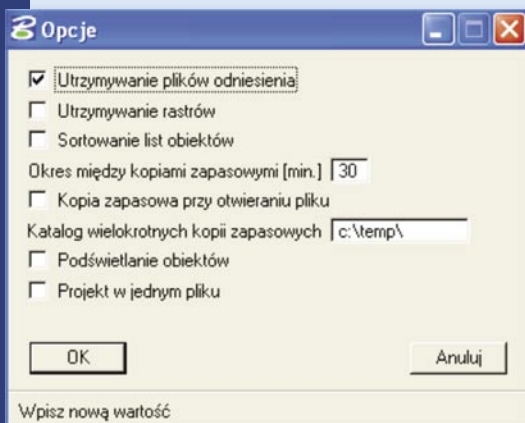 Opcje
Utrzymywanie plików odniesienia
Utrzymywanie rastrów
Sortowanie list obiektów
Okres między kopiami zapasowymi [min.] 30
Kopia zapasowa przy otwieraniu pliku
Katalog wielokrotnych kopii zapasowych c:\temp\
Podświetlanie obiektów
Projekt w jednym pliku
OK Anuluj
Wpisz nową wartość